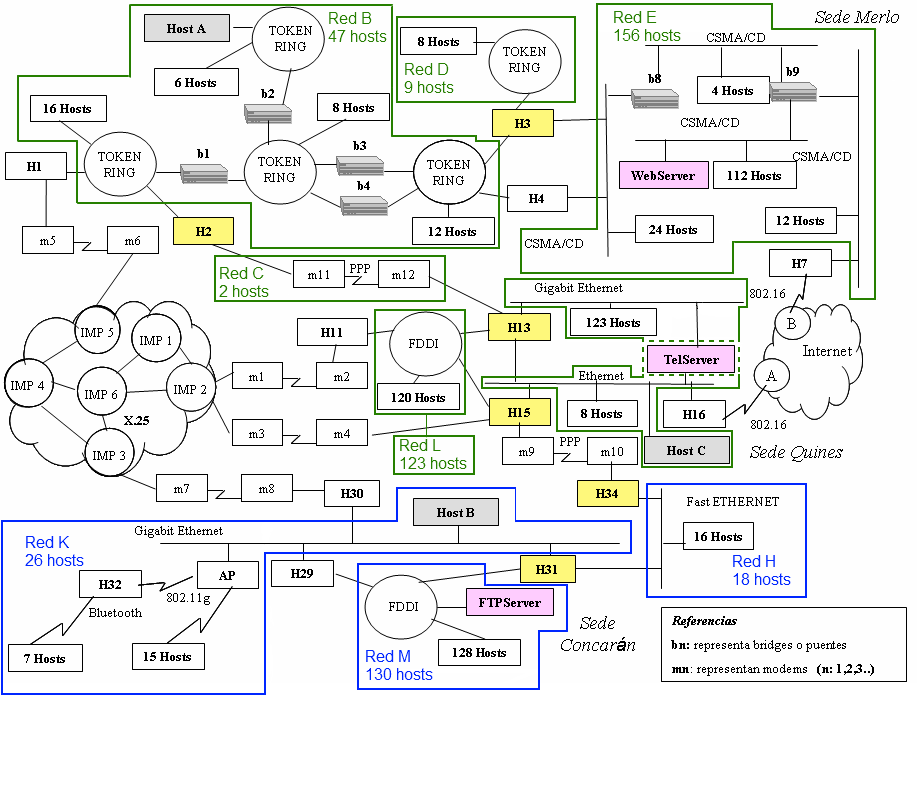 Host A
TOKEN
RING
Red B
47 hosts
6 Hosts
b2
16 Hosts
8 Hosts
TOKEN
RING
b1
TOKEN
RING
b3
b4
TOKEN
RING
12 Hosts
8 Hosts
Red D
9 hosts
TOKEN
RING
H3
H4
Red E
156 hosts
Sede Merlo
CSMA/CD
b8
b9
4 Hosts
CSMA/CD
CSMA/CD
WebServer
112 Hosts
24 Hosts
12 Hosts
CSMA/CD
H1
m5
m6
H2
Red C
2 hosts
m11
PPP
m12
H7
802.16
B
Internet
A
802.16
Gigabit Ethernet
123 Hosts
TelServer
Ethernet
8 Hosts
H16
Host C
Sede Quines
H13
H11
FDDI
120 Hosts
Red L
123 hosts
H15
m9
PPP
m10
H34
IMP 5
IMP 1
IMP 4
IMP 6
IMP 2
X.25
IMP 3
m1
m2
m3
m4
m7
m8
H30
Host B
Gigabit Ethernet
Red K
26 hosts
H32
AP
802.11g
Bluetooth
7 Hosts
15 Hosts
H29
H31
FDDI
FTPServer
128 Hosts
Red M
130 hosts
Fast ETHERNET
16 Hosts
Red H
18 hosts
Sede
Concarán
Referencias
bn: representa bridges o puentes
mn: representan modems (n: 1,2,3..)